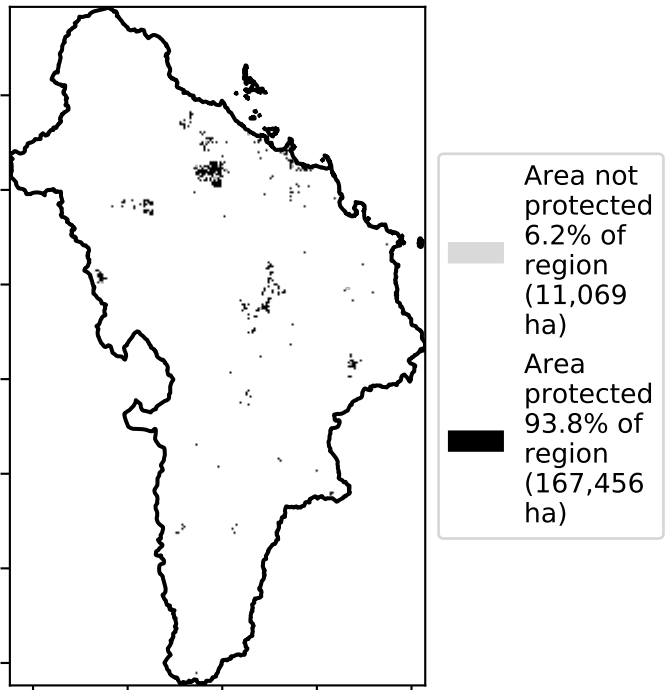 Area not
protected
6.2% of
region
(11,069
ha)
Area
protected
93.8% of
region
(167,456
ha)